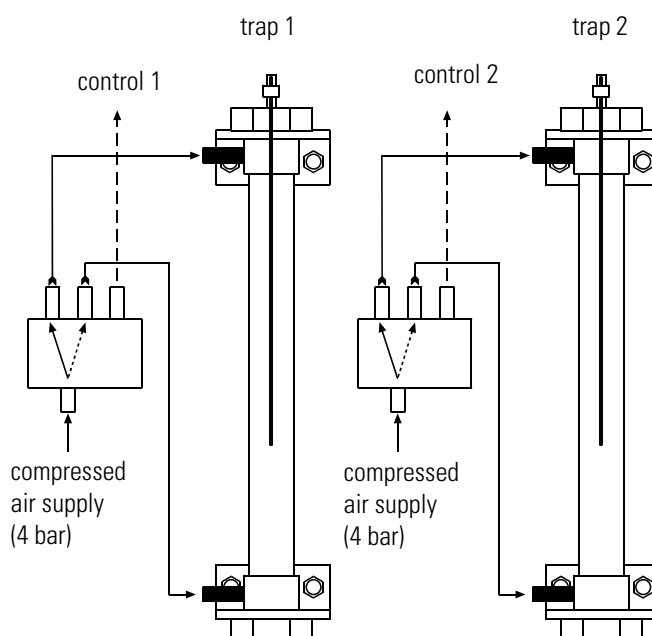 trap 1
trap 2
control 1
control 2
compressed
air supply
(4 bar)
compressed
air supply
(4 bar)